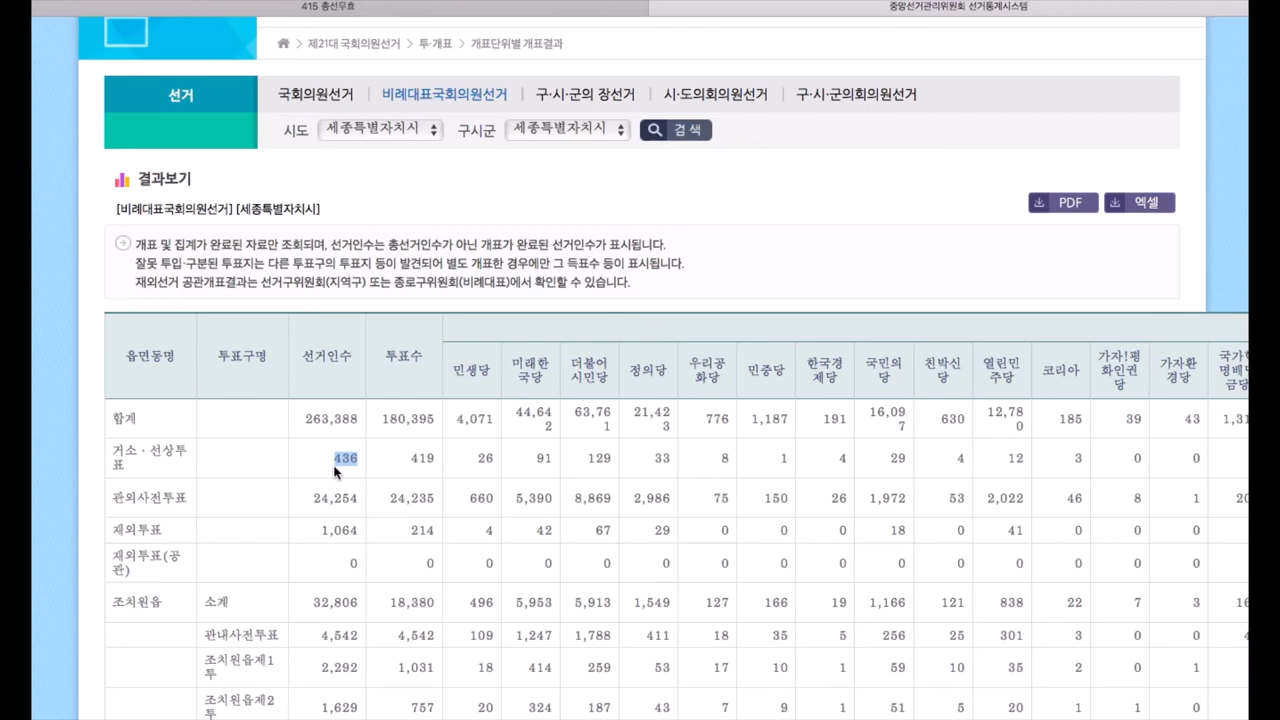 415 총선무효
중앙선거관리위원회 선거통계시스템
제21대 국회의원선거 > 투·개표 > 개표단위별 개표결과
선거
국회의원선거 | 비례대표국회의원선거 | 구·시·군의 장선거 | 시·도의회의원선거 | 구·시·군의회의원선거
시도 세종특별자치시 구시군 세종특별자치시 검색
결과보기
[비례대표국회의원선거] [세종특별자치시]
PDF 엑셀
개표 및 집계가 완료된 자료만 조회되며, 선거인수는 총선거인수가 아닌 개표가 완료된 선거인수가 표시됩니다.
잘못 투입·구분된 투표지는 다른 투표구의 투표지 등이 발견되어 별도 개표한 경우에만 그 득표수 등이 표시됩니다.
재외선거 공관개표결과는 선거구위원회(지역구) 또는 종로구위원회(비례대표)에서 확인할 수 있습니다.
읍면동명 투표구명 선거인수 투표수 민생당 미래한국당 더불어시민당 정의당 우리공화당 민중당 한국경제당 국민의당 친박신당 열린민주당 코리아 가자!평화인권당 가자환경당
합계 263,388 180,395 4,071 44,642 63,761 21,423 776 1,187 191 16,097 630 12,780 185 39 43
거소·선상투표 436 419 26 91 129 33 8 1 4 29 4 12 3 0 0
관외사전투표 24,254 24,235 660 5,390 8,869 2,986 75 150 26 1,972 53 2,022 46 8 1
재외투표 1,064 214 4 42 67 29 0 0 0 18 0 41 0 0 0
재외투표(공관) 0 0 0 0 0 0 0 0 0 0 0 0 0 0 0
조치원읍 소계 32,806 18,380 496 5,953 5,913 1,549 127 166 19 1,166 121 838 22 7 3
관내사전투표 4,542 4,542 109 1,247 1,788 411 18 35 5 256 25 301 3 0 0
조치원읍제1투 2,292 1,031 18 414 259 53 17 10 1 59 10 35 2 0 1
조치원읍제2투 1,629 757 20 324 187 43 7 9 1 51 5 20 1 1 0